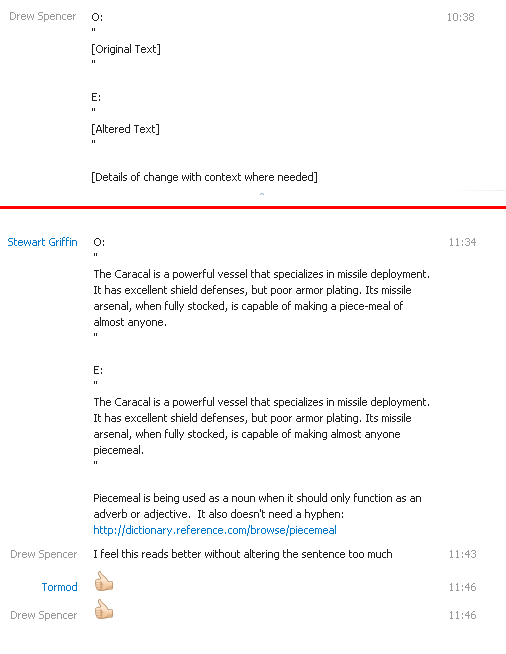 Drew Spencer O: 10:38
"
[Original Text]
"
E:
"
[Altered Text]
"
[Details of change with context where needed]
Stewart Griffin O: 11:34
"
The Caracal is a powerful vessel that specializes in missile deployment.
It has excellent shield defenses, but poor armor plating. Its missile
arsenal, when fully stocked, is capable of making a piece-meal of
almost anyone.
"
E:
"
The Caracal is a powerful vessel that specializes in missile deployment.
It has excellent shield defenses, but poor armor plating. Its missile
arsenal, when fully stocked, is capable of making almost anyone
piecemeal.
"
Piecemeal is being used as a noun when it should only function as an
adverb or adjective.  It also doesn't need a hyphen:
http://dictionary.reference.com/browse/piecemeal
Drew Spencer I feel this reads better without altering the sentence too much 11:43
Tormod 11:46
Drew Spencer 11:46